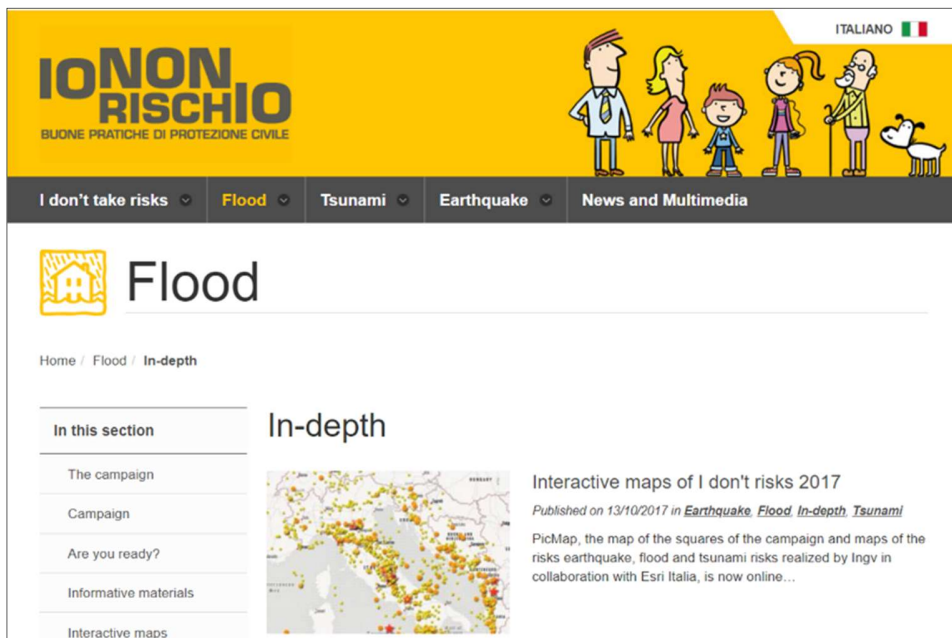 ITALIANO
IO NON
RISCHIO
BUONE PRATICHE DI PROTEZIONE CIVILE
I don't take risks
Flood
Tsunami
Earthquake
News and Multimedia
Flood
Home / Flood / In-depth
In this section
The campaign
Campaign
Are you ready?
Informative materials
Interactive maps
In-depth
Interactive maps of I don't risks 2017
Published on 13/10/2017 in Earthquake, Flood, In-depth, Tsunami
PicMap, the map of the squares of the campaign and maps of the
risks earthquake, flood and tsunami risks realized by Ingv in
collaboration with Esri Italia, is now online…